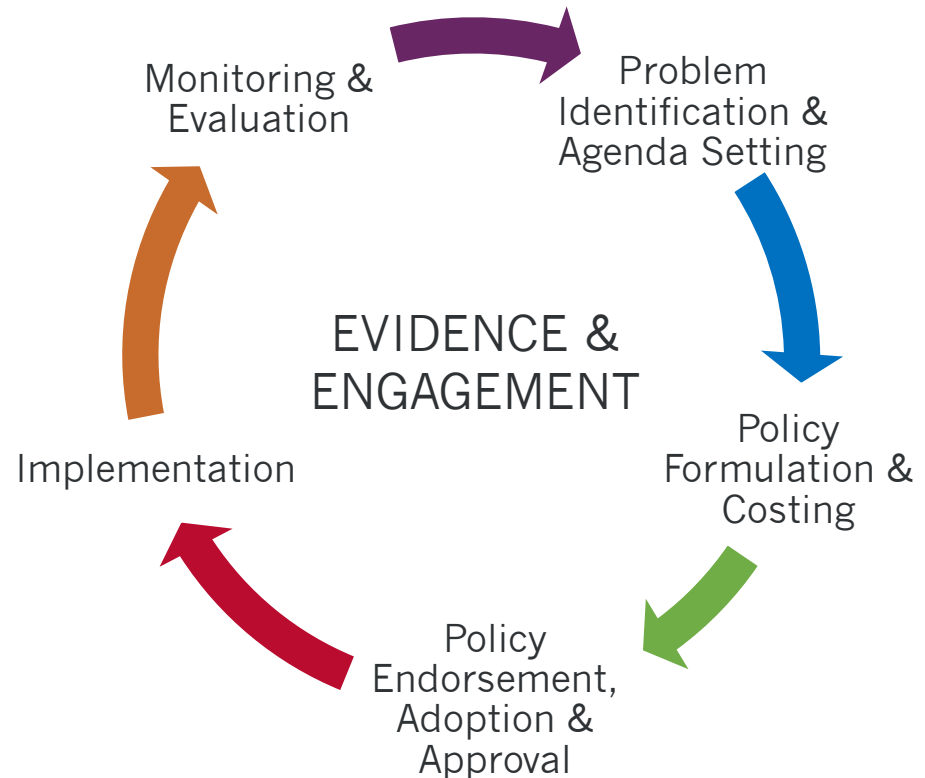 Monitoring &
Evaluation
Problem
Identification &
Agenda Setting
EVIDENCE &
ENGAGEMENT
Policy
Formulation &
Costing
Implementation
Policy
Endorsement,
Adoption &
Approval